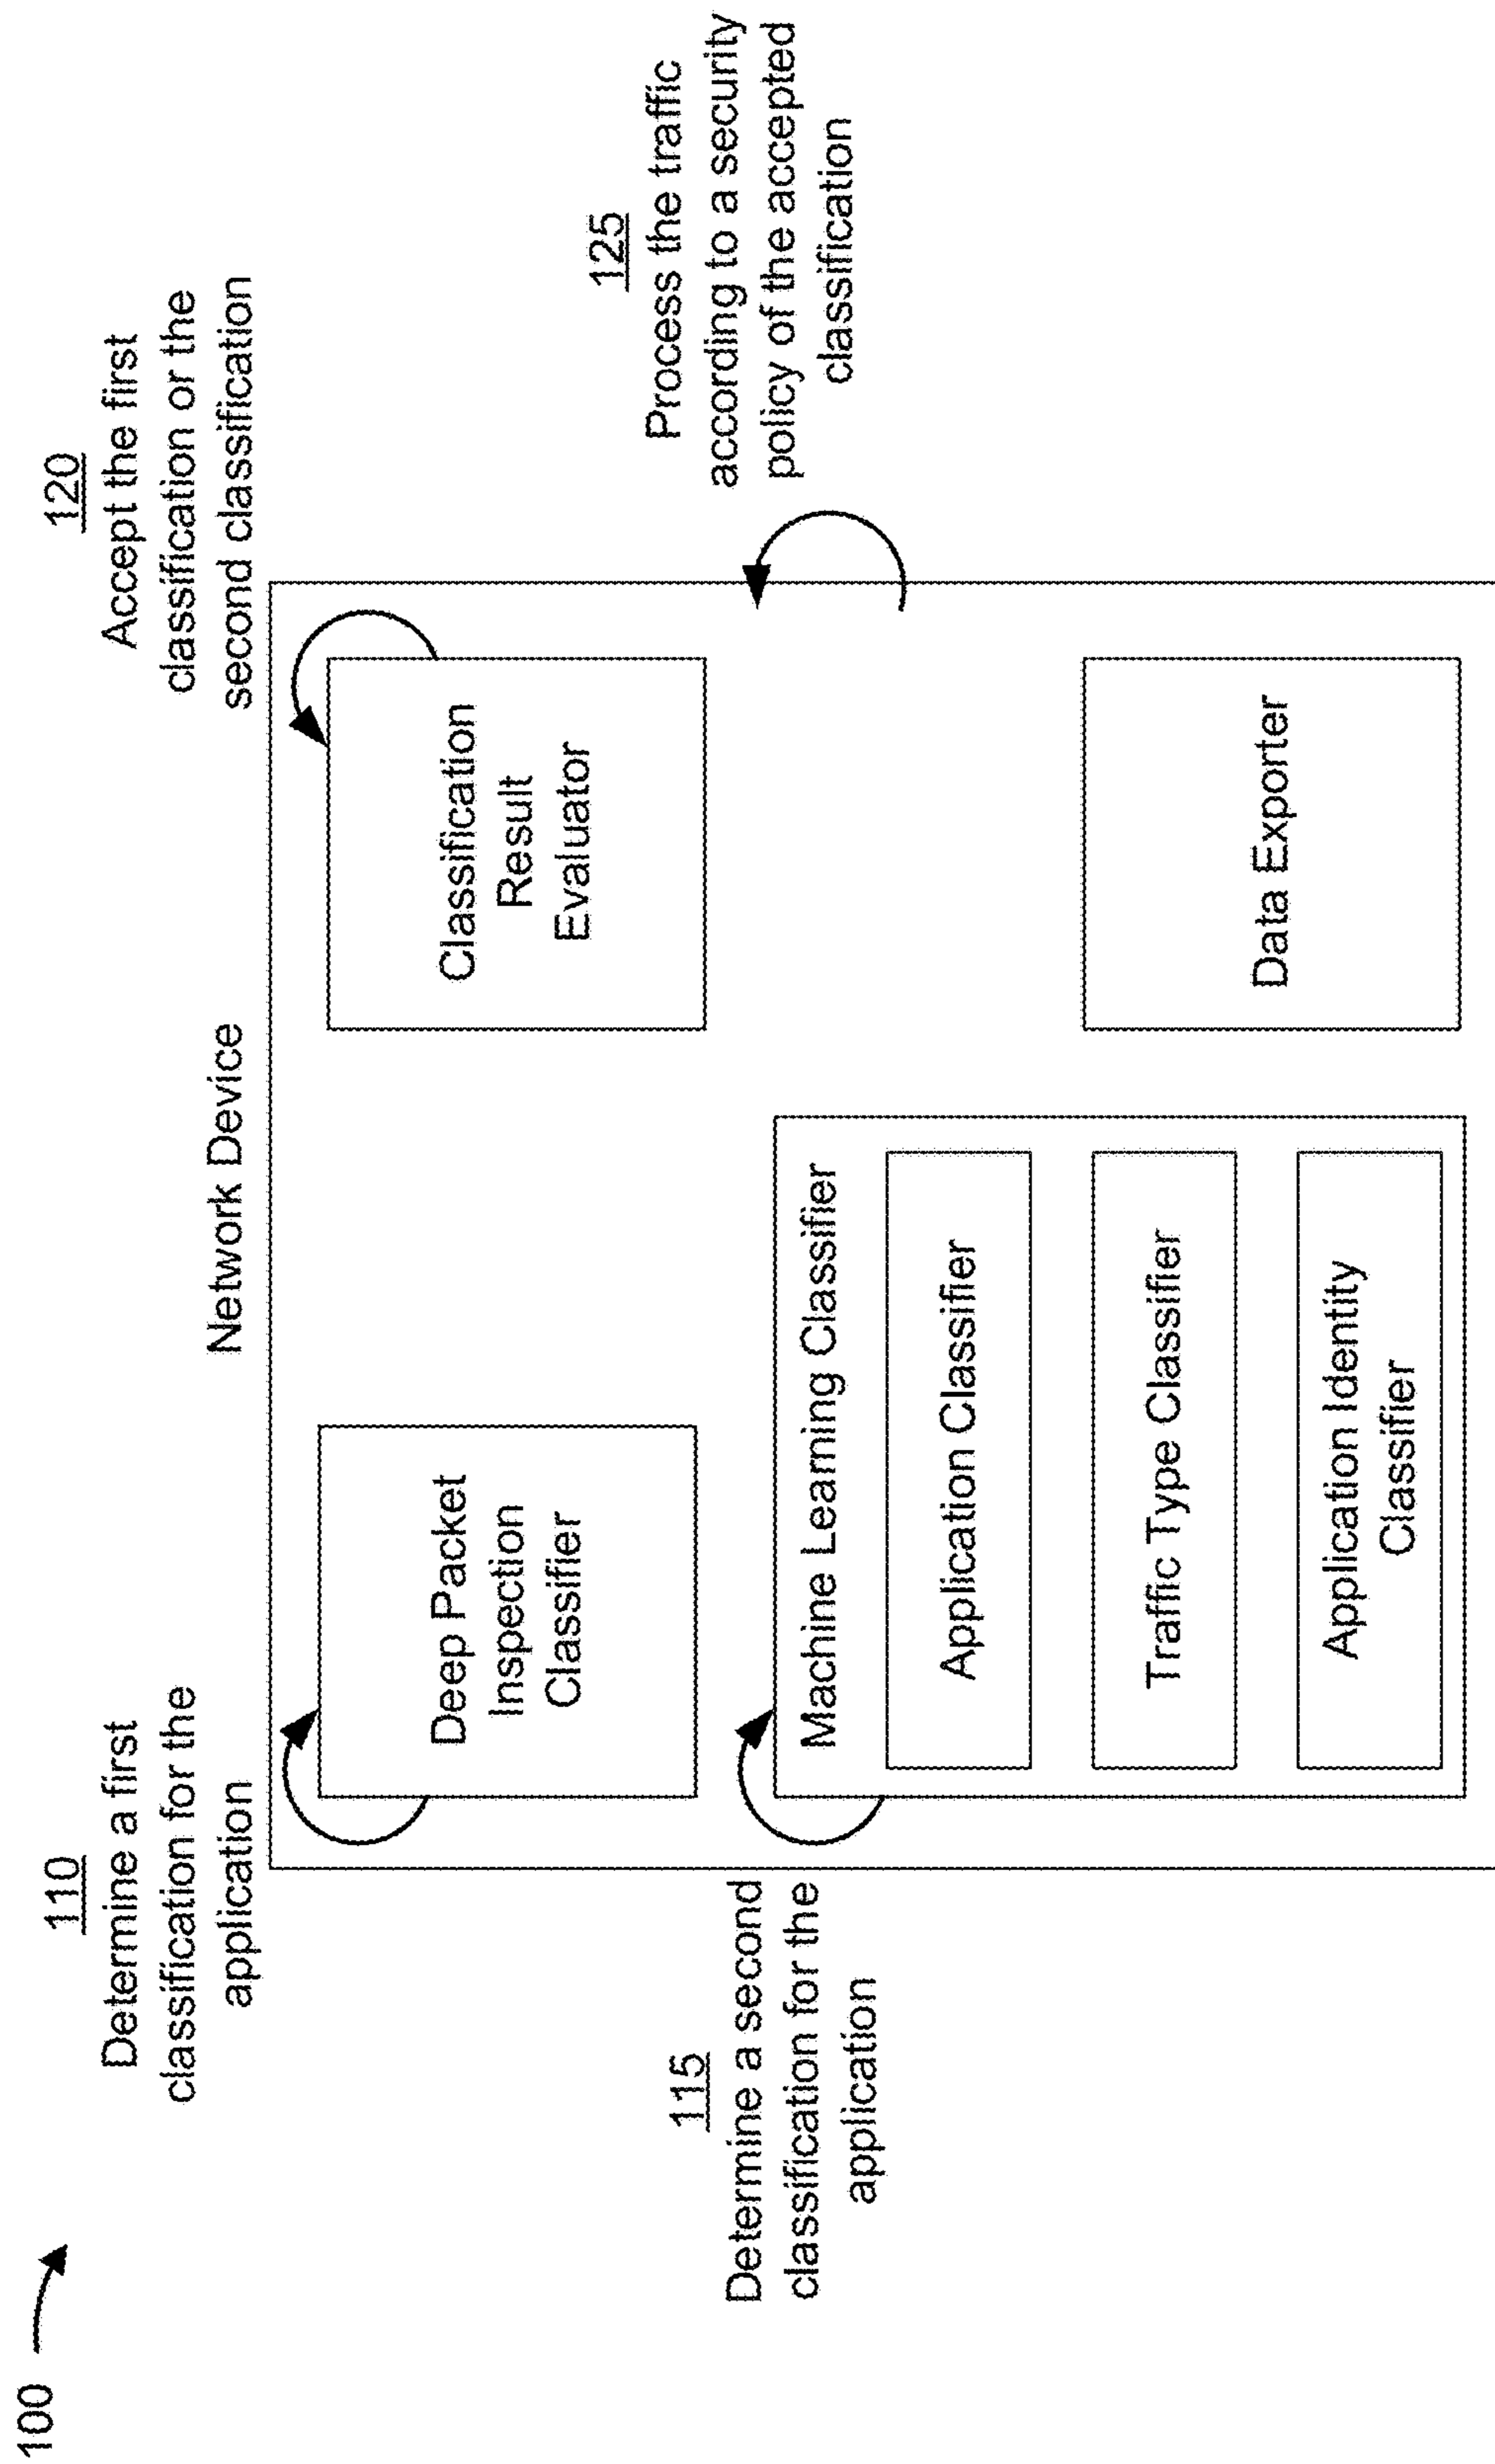 100
110
Determine a first
classification for the
application
Network Device
120
Accept the first
classification or the
second classification
Deep Packet
Inspection
Classifier
Classification
Result
Evaluator
115
Determine a second
classification for the
application
Machine Learning Classifier
Application Classifier
Traffic Type Classifier
Application Identity
Classifier
125
Process the traffic
according to a security
policy of the accepted
classification
Data Exporter